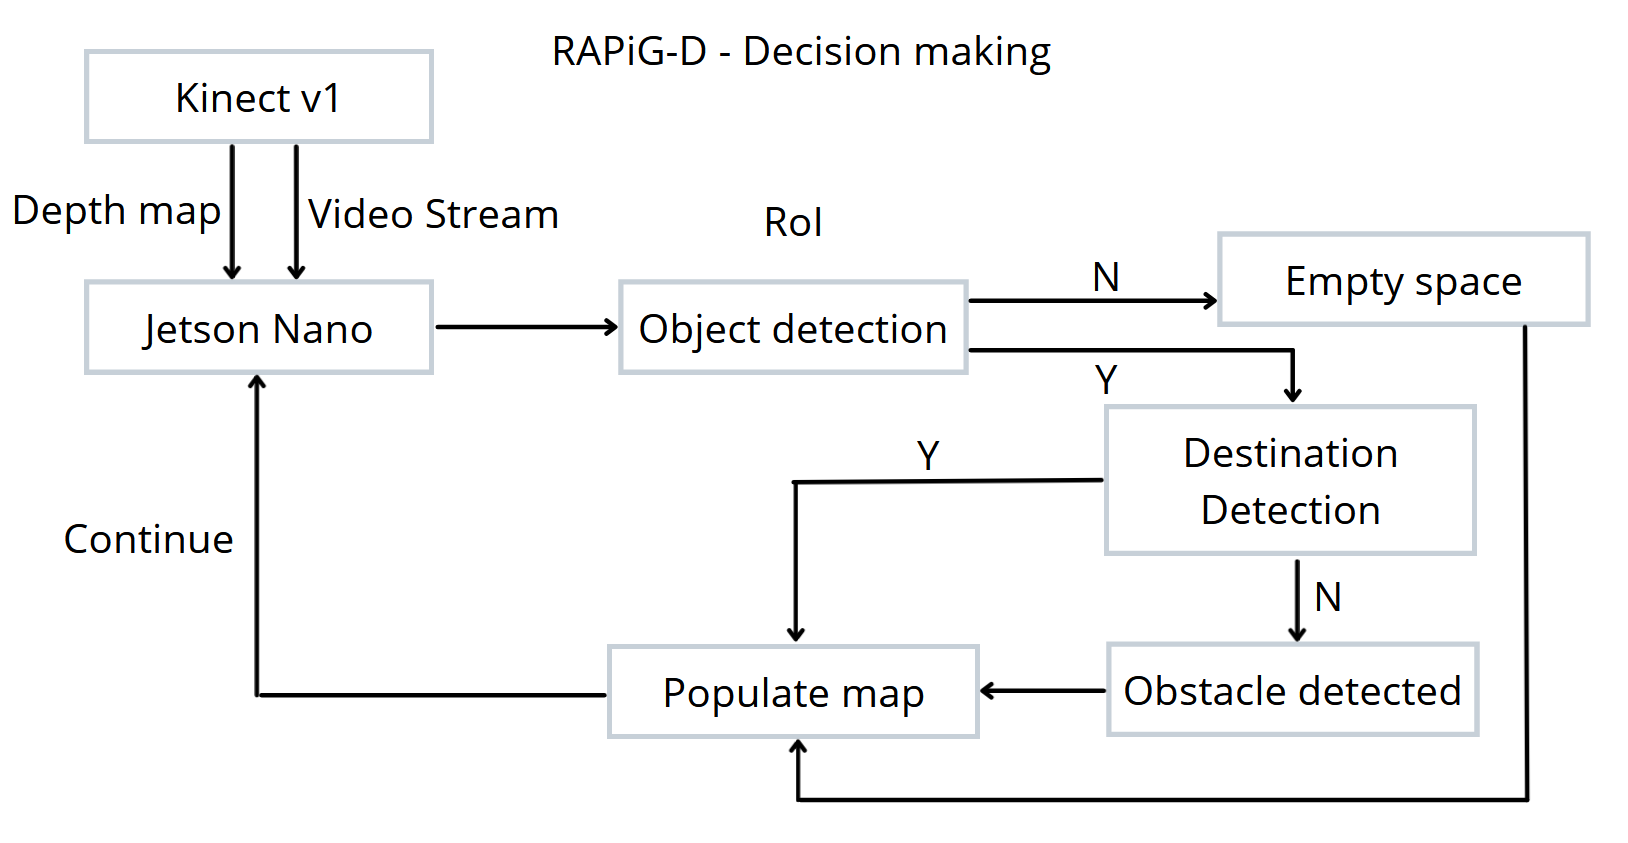 RAPiG-D - Decision making
Kinect v1
Depth map
Video Stream
RoI
Jetson Nano
Object detection
N
Empty space
Y
Destination
Detection
Y
N
Continue
Populate map
Obstacle detected